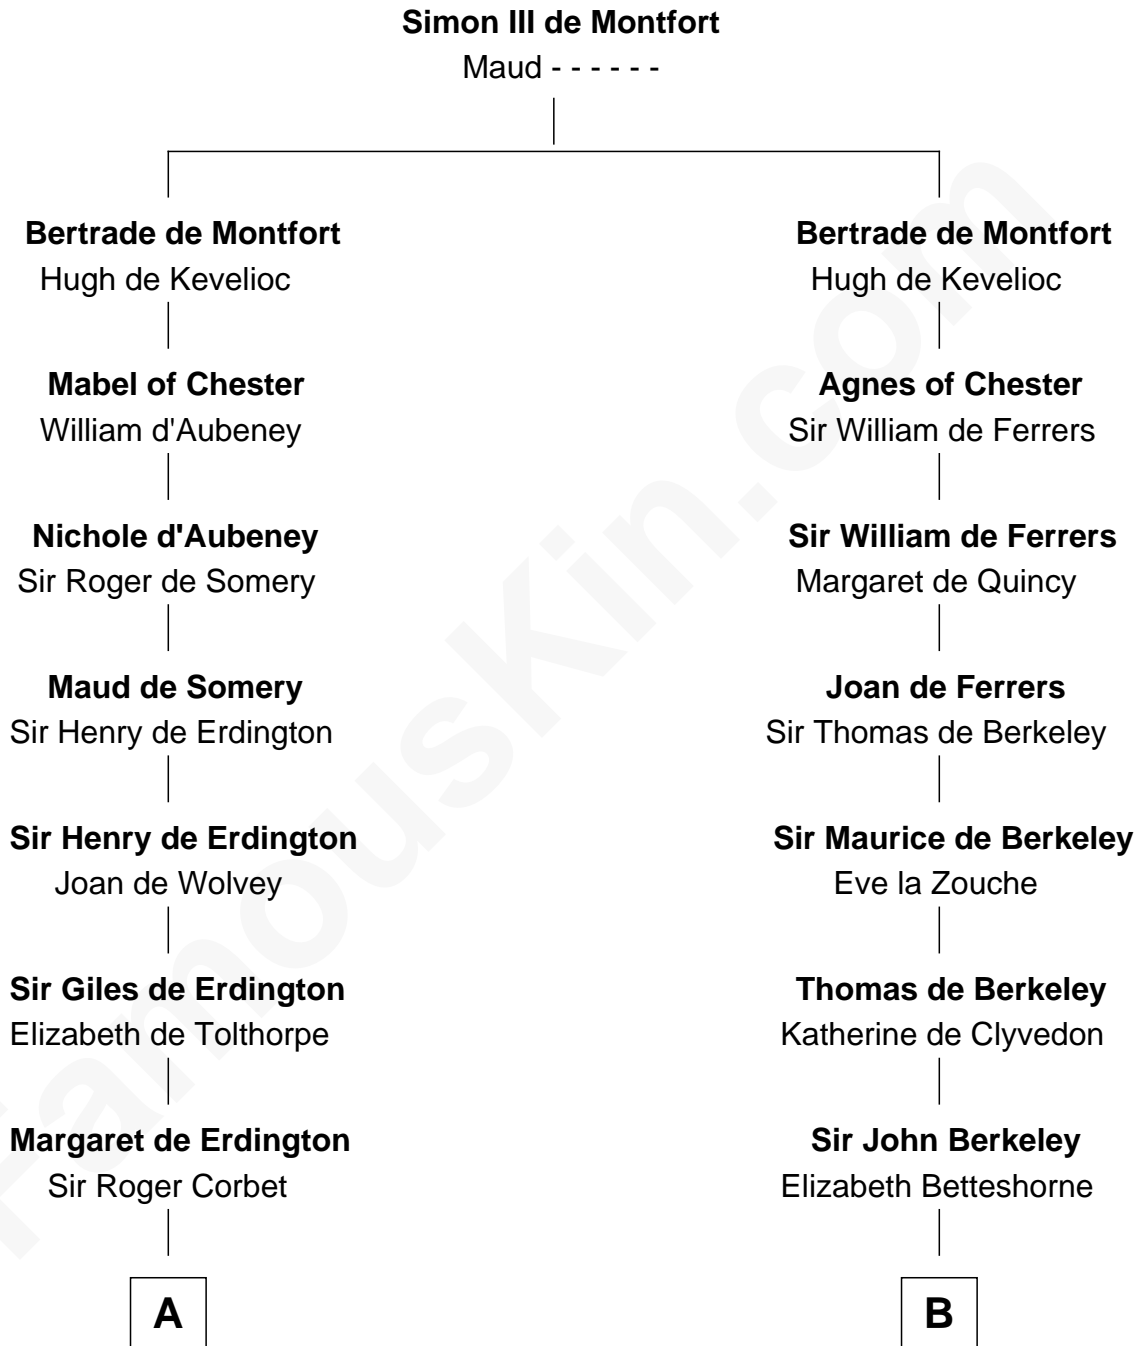 Simon III de Montfort
Maud - - - - - -
Bertrade de Montfort
Hugh de Kevelioc
Mabel of Chester
William d'Aubeney
Nichole d'Aubeney
Sir Roger de Somery
Maud de Somery
Sir Henry de Erdington
Sir Henry de Erdington
Joan de Wolvey
Sir Giles de Erdington
Elizabeth de Tolthorpe
Margaret de Erdington
Sir Roger Corbet
A
Bertrade de Montfort
Hugh de Kevelioc
Agnes of Chester
Sir William de Ferrers
Sir William de Ferrers
Margaret de Quincy
Joan de Ferrers
Sir Thomas de Berkeley
Sir Maurice de Berkeley
Eve la Zouche
Thomas de Berkeley
Katherine de Clyvedon
Sir John Berkeley
Elizabeth Betteshorne
B
FamousKin.com